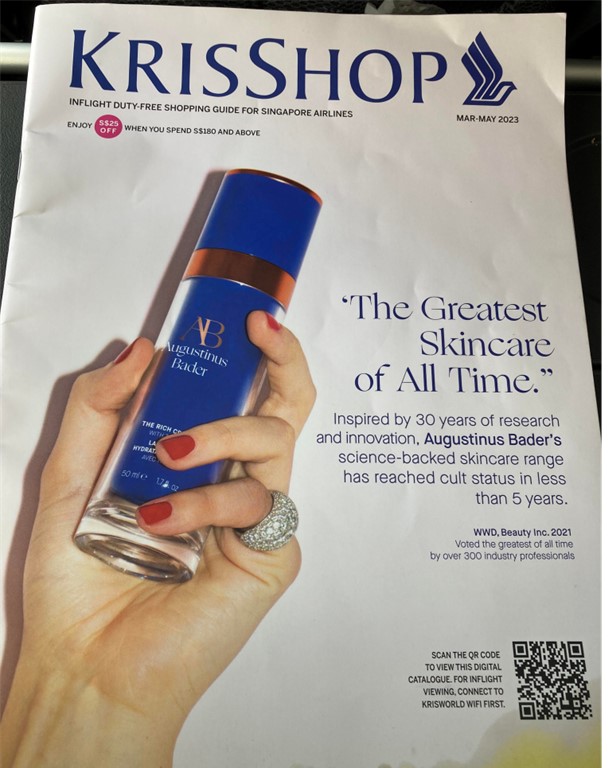 KRISSHOP
INFLIGHT DUTY-FREE SHOPPING GUIDE FOR SINGAPORE AIRLINES
MAR-MAY 2023
ENJOY S$25 OFF WHEN YOU SPEND S$180 AND ABOVE
AB
Augustinus
Bader
THE RICH
50 ml e 1.7
‘The Greatest
Skincare
of All Time.”
Inspired by 30 years of research
and innovation, Augustinus Bader's
science-backed skincare range
has reached cult status in less
than 5 years.
WWD, Beauty Inc. 2021
Voted the greatest of all time
by over 300 industry professionals
SCAN THE QR CODE
TO VIEW THIS DIGITAL
CATALOGUE. FOR INFLIGHT
VIEWING, CONNECT TO
KRISWORLD WIFI FIRST.